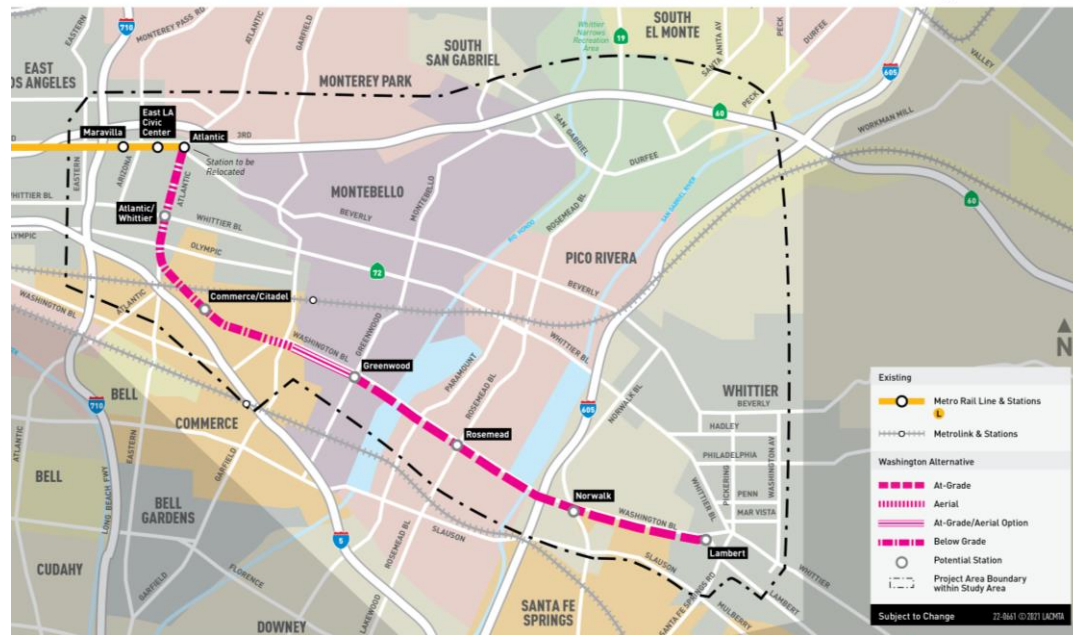 EASTERN
710
MONTEREY PASS RD
ATLANTIC
GARFIELD
SOUTH
SAN GABRIEL
Whittier
Narrows
Recreation
Area
19
SOUTH
EL MONTE
SANTA ANITA AV
PECK
DURFEE
PECK
VALLEY
605
EAST
LOS ANGELES
MONTEREY PARK
60
WORKMAN MILL
Maravilla
East LA
Civic
Center
Atlantic
3RD
Station to be
Relocated
SAN GABRIEL
DURFEE
EASTERN
ARIZONA
ATLANTIC
WHITTIER BL
Atlantic/
Whittier
WHITTIER BL
MONTEBELLO
BEVERLY
MONTEBELLO
RIO HONDO
ROSEMEAD BL
SAN GABRIEL RIVER
60
OLYMPIC
OLYMPIC
72
PICO RIVERA
BEVERLY
WASHINGTON BL
ATLANTIC
Commerce/Citadel
WASHINGTON BL
GREENWOOD
Greenwood
PARAMOUNT
ROSEMEAD BL
WHITTIER BL
NORWALK BL
605
710
BELL
COMMERCE
5
Rosemead
WHITTIER
BEVERLY
HADLEY
PHILADELPHIA
PICKERING
WASHINGTON AV
PENN
MAR VISTA
WHITTIER BL
ATLANTIC
EASTERN
GARFIELD
BELL
LONG BEACH FWY
BELL
GARDENS
Norwalk
WASHINGTON BL
Lambert
SLAUSON
ROSEMEAD BL
SLAUSON
CUDAHY
GARFIELD
FLORENCE
LAKEWOOD
DOWNEY
SANTA FE
SPRINGS
SANTA FE SPRINGS RD
MULBERRY
LAMBERT
WHITTIER
N
Existing
Metro Rail Line & Stations
L
Metrolink & Stations
Washington Alternative
At-Grade
Aerial
At-Grade/Aerial Option
Below Grade
Potential Station
Project Area Boundary
within Study Area
Subject to Change
22-0661 © 2021 LACMTA